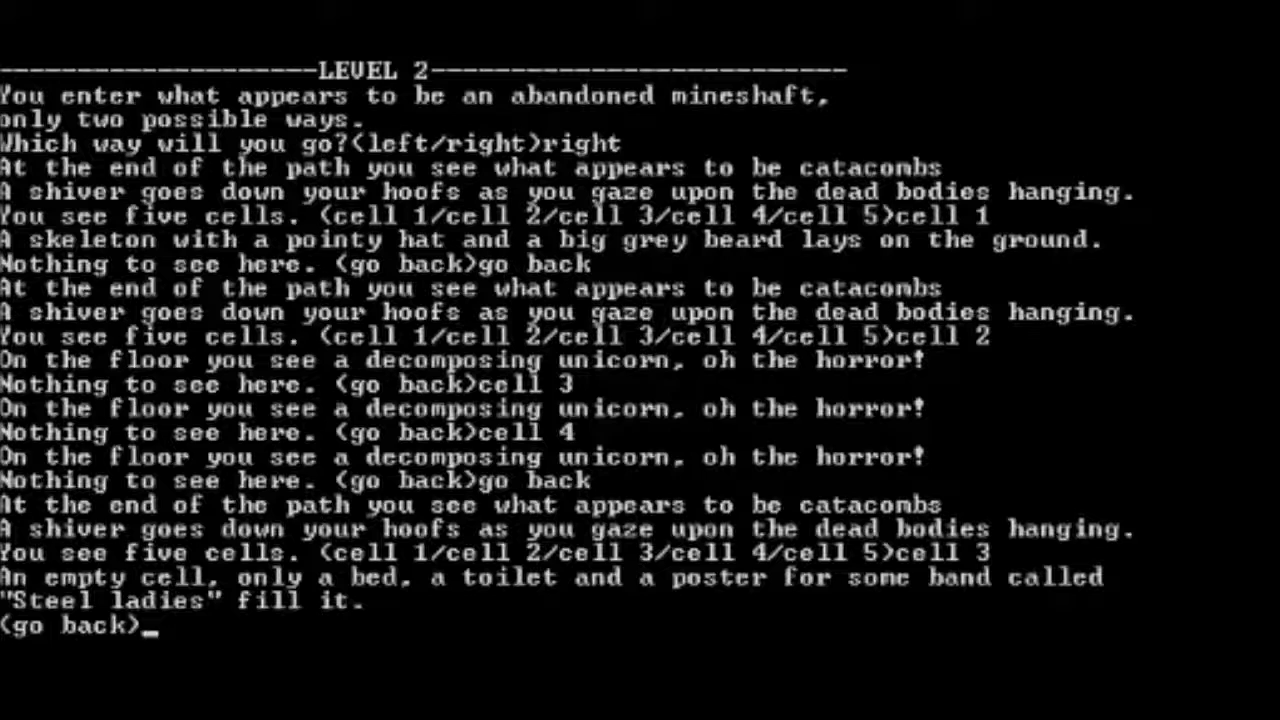 --------------------LEVEL 2--------------------------
You enter what appears to be an abandoned mineshaft,
only two possible ways.
Which way will you go?(left/right)right
At the end of the path you see what appears to be catacombs
A shiver goes down your hoofs as you gaze upon the dead bodies hanging.
You see five cells. (cell 1/cell 2/cell 3/cell 4/cell 5)cell 1
A skeleton with a pointy hat and a big grey beard lays on the ground.
Nothing to see here. (go back)go back
At the end of the path you see what appears to be catacombs
A shiver goes down your hoofs as you gaze upon the dead bodies hanging.
You see five cells. (cell 1/cell 2/cell 3/cell 4/cell 5)cell 2
On the floor you see a decomposing unicorn, oh the horror!
Nothing to see here. (go back)cell 3
On the floor you see a decomposing unicorn, oh the horror!
Nothing to see here. (go back)cell 4
On the floor you see a decomposing unicorn, oh the horror!
Nothing to see here. (go back)go back
At the end of the path you see what appears to be catacombs
A shiver goes down your hoofs as you gaze upon the dead bodies hanging.
You see five cells. (cell 1/cell 2/cell 3/cell 4/cell 5)cell 3
An empty cell, only a bed, a toilet and a poster for some band called
"Steel ladies" fill it.
(go back)_